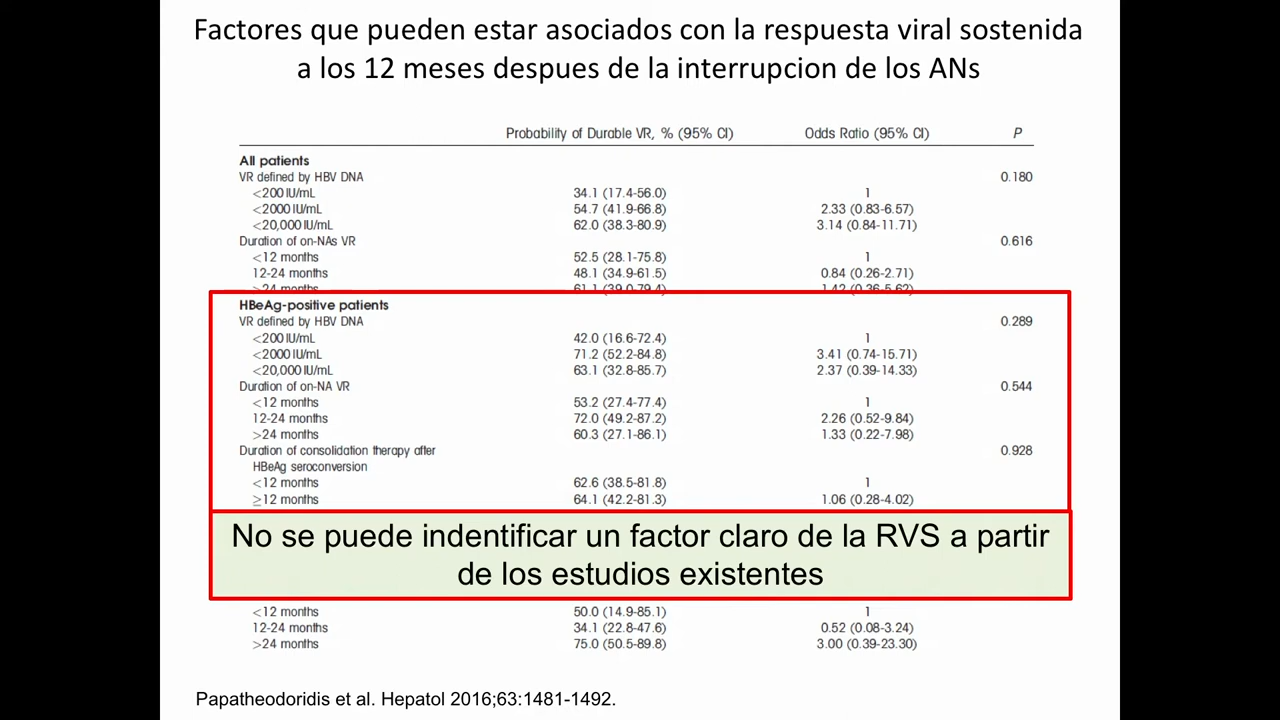 Factores que pueden estar asociados con la respuesta viral sostenida
a los 12 meses despues de la interrupcion de los ANs
Probability of Durable VR, % (95% CI) Odds Ratio (95% CI) P
All patients
VR defined by HBV DNA 0.180
<200 IU/mL 34.1 (17.4-56.0) 1
<2000 IU/mL 54.7 (41.9-66.8) 2.33 (0.83-6.57)
<20,000 IU/mL 62.0 (38.3-80.9) 3.14 (0.84-11.71)
Duration of on-NAs VR 0.616
<12 months 52.5 (28.1-75.8) 1
12-24 months 48.1 (34.9-61.5) 0.84 (0.26-2.71)
>24 months 61.1 (39.0-79.4) 1.42 (0.36-5.62)
HBeAg-positive patients
VR defined by HBV DNA 0.289
<200 IU/mL 42.0 (16.6-72.4) 1
<2000 IU/mL 71.2 (52.2-84.8) 3.41 (0.74-15.71)
<20,000 IU/mL 63.1 (32.8-85.7) 2.37 (0.39-14.33)
Duration of on-NA VR 0.544
<12 months 53.2 (27.4-77.4) 1
12-24 months 72.0 (49.2-87.2) 2.26 (0.52-9.84)
>24 months 60.3 (27.1-86.1) 1.33 (0.22-7.98)
Duration of consolidation therapy after 0.928
HBeAg seroconversion
<12 months 62.6 (38.5-81.8) 1
≥12 months 64.1 (42.2-81.3) 1.06 (0.28-4.02)
No se puede indentificar un factor claro de la RVS a partir
de los estudios existentes
<12 months 50.0 (14.9-85.1) 1
12-24 months 34.1 (22.8-47.6) 0.52 (0.08-3.24)
>24 months 75.0 (50.5-89.8) 3.00 (0.39-23.30)
Papatheodoridis et al. Hepatol 2016;63:1481-1492.